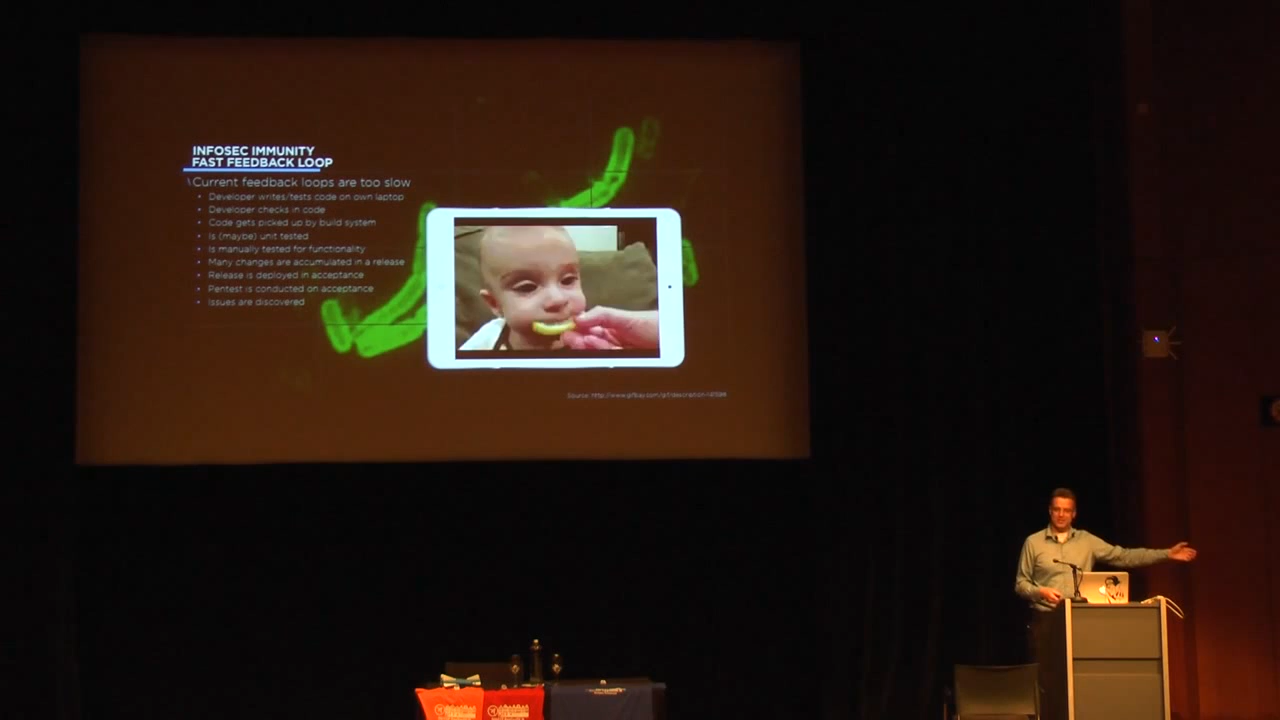 INFOSEC IMMUNITY
FAST FEEDBACK LOOP
Current feedback loops are too slow
• Developer writes/tests code on own laptop
• Developer checks in code
• Code gets picked up by build system
• Is (maybe) unit tested
• Is manually tested for functionality
• Many changes are accumulated in a release
• Release is deployed in acceptance
• Pentest is conducted on acceptance
• Issues are discovered
Source: